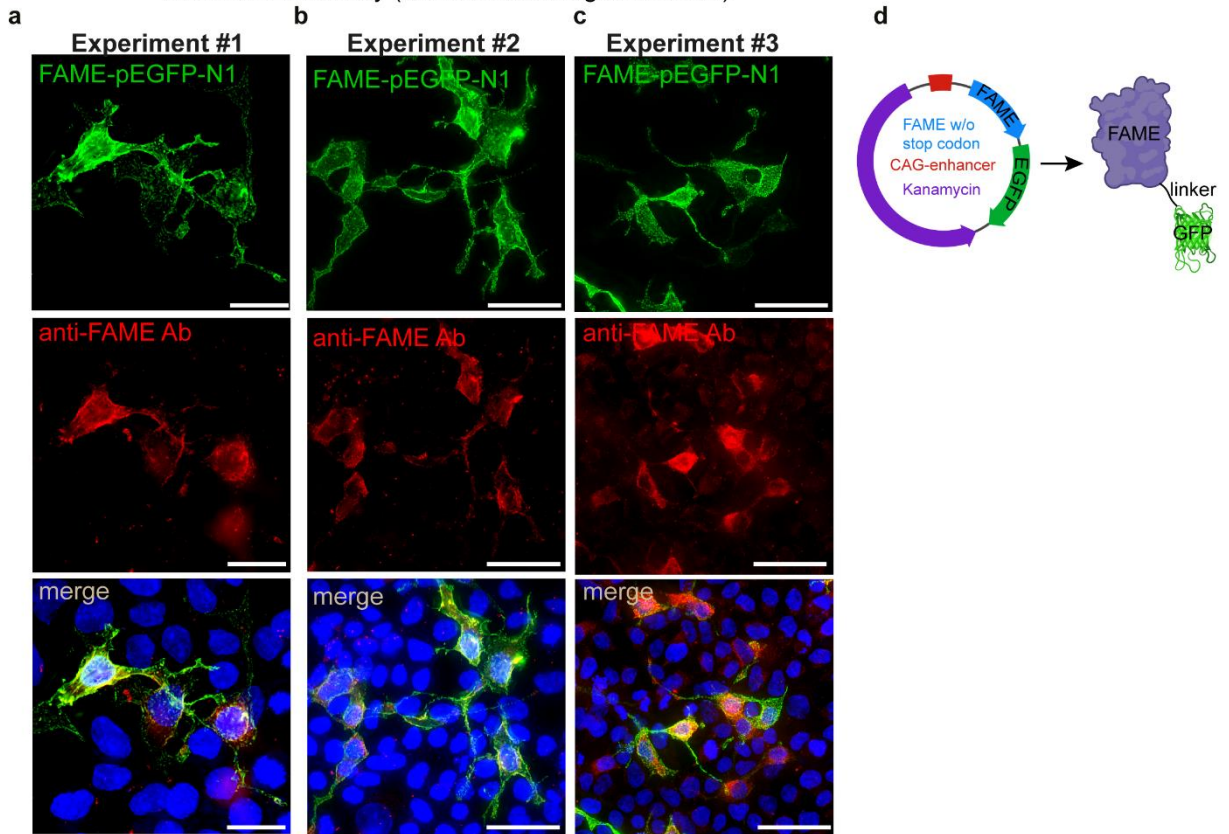 a
b
c
d
Experiment #1
Experiment #2
Experiment #3
FAME-pEGFP-N1
FAME-pEGFP-N1
FAME-pEGFP-N1
FAME
EGFP
FAME w/o
stop codon
CAG-enhancer
Kanamycin
FAME
linker
GFP
anti-FAME Ab
anti-FAME Ab
anti-FAME Ab
merge
merge
merge